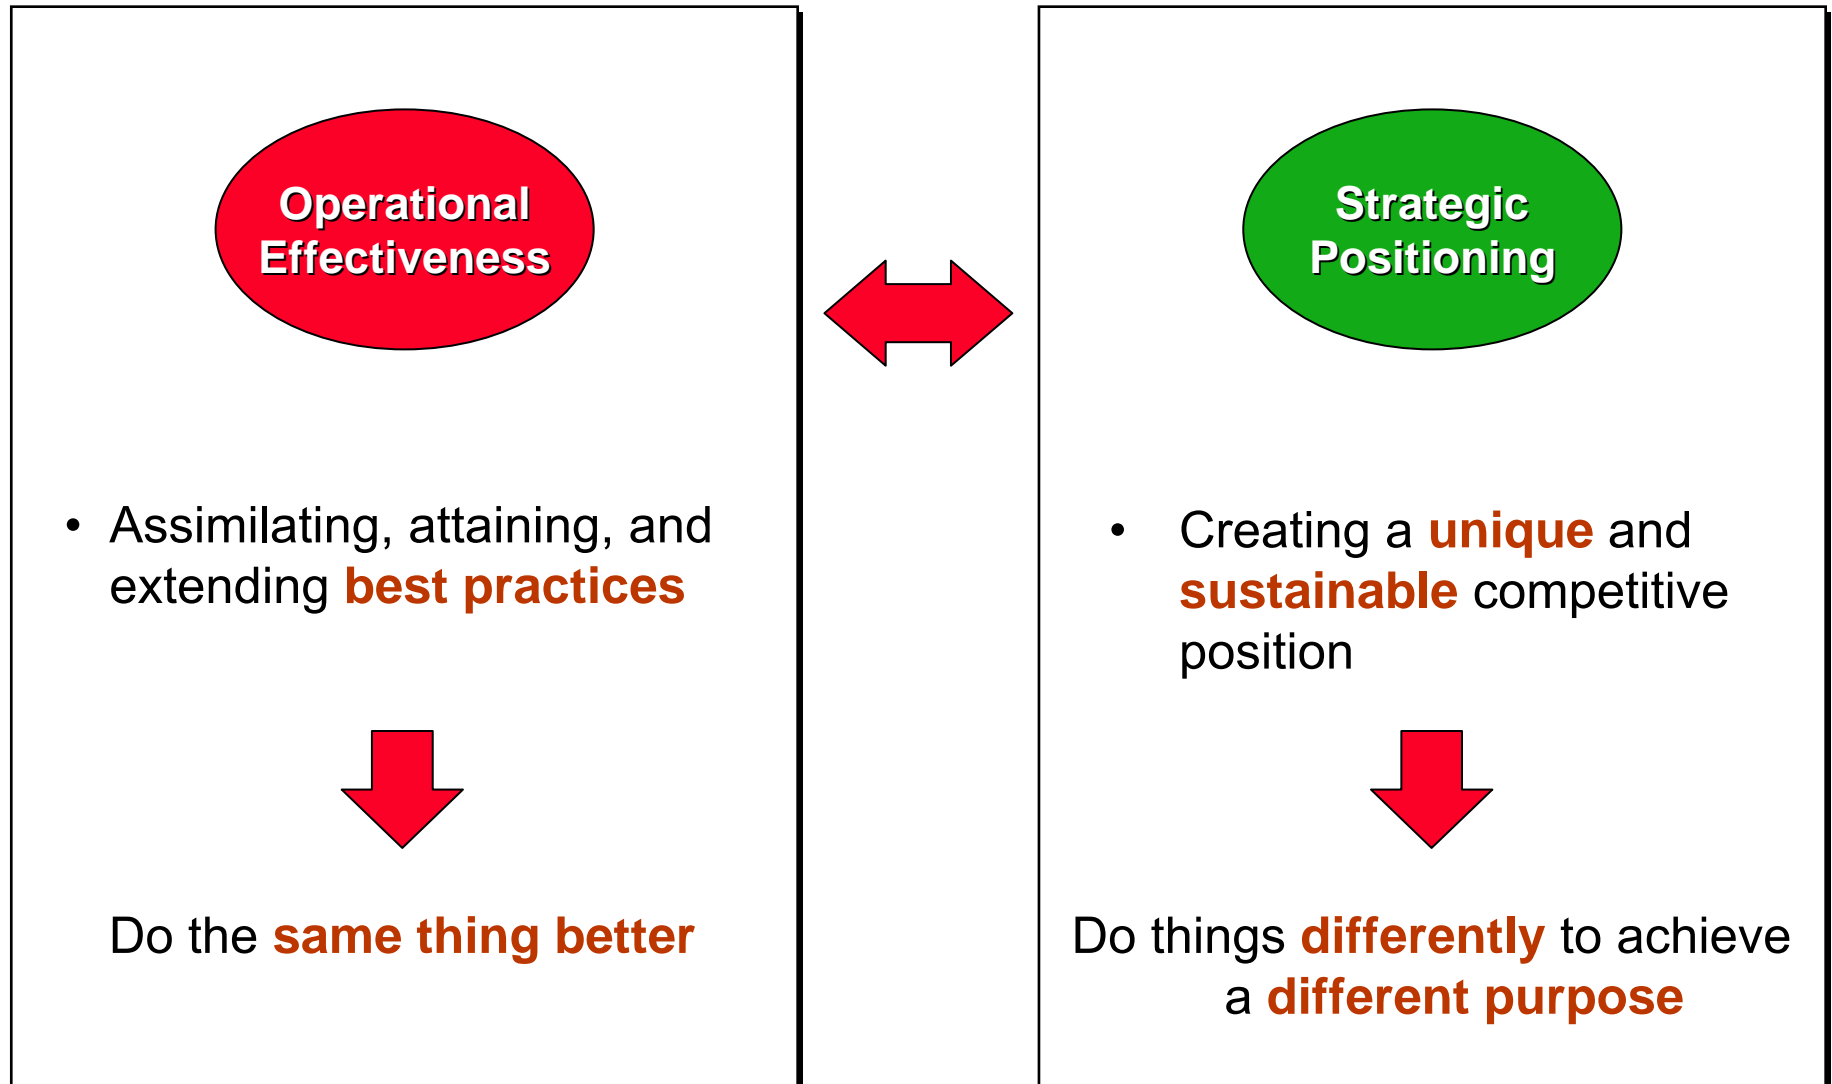 Operational
Effectiveness
• Assimilating, attaining, and
extending best practices
Do the same thing better
Strategic
Positioning
• Creating a unique and
sustainable competitive
position
Do things differently to achieve
a different purpose